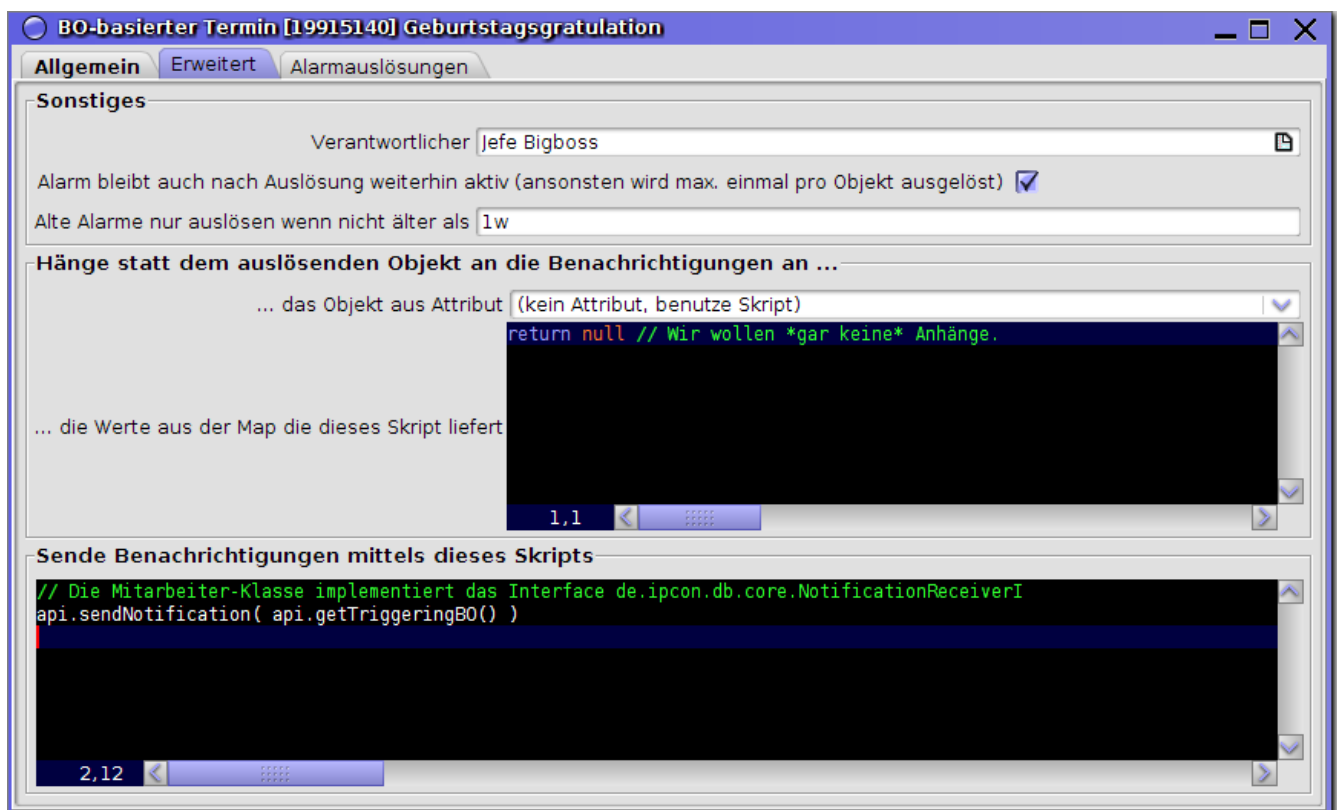 BO-basierter Termin [19915140] Geburtstagsgratulation
Allgemein Erweitert Alarmauslösungen
Sonstiges
Verantwortlicher Jefe Bigboss
Alarm bleibt auch nach Auslösung weiterhin aktiv (ansonsten wird max. einmal pro Objekt ausgelöst)
Alte Alarme nur auslösen wenn nicht älter als 1w
Hänge statt dem auslösenden Objekt an die Benachrichtigungen an ...
... das Objekt aus Attribut (kein Attribut, benutze Skript)
return null // Wir wollen *gar keine* Anhänge.
... die Werte aus der Map die dieses Skript liefert
1,1
Sende Benachrichtigungen mittels dieses Skripts
// Die Mitarbeiter-Klasse implementiert das Interface de.ipcon.db.core.NotificationReceiverI
api.sendNotification( api.getTriggeringBO() )
2,12